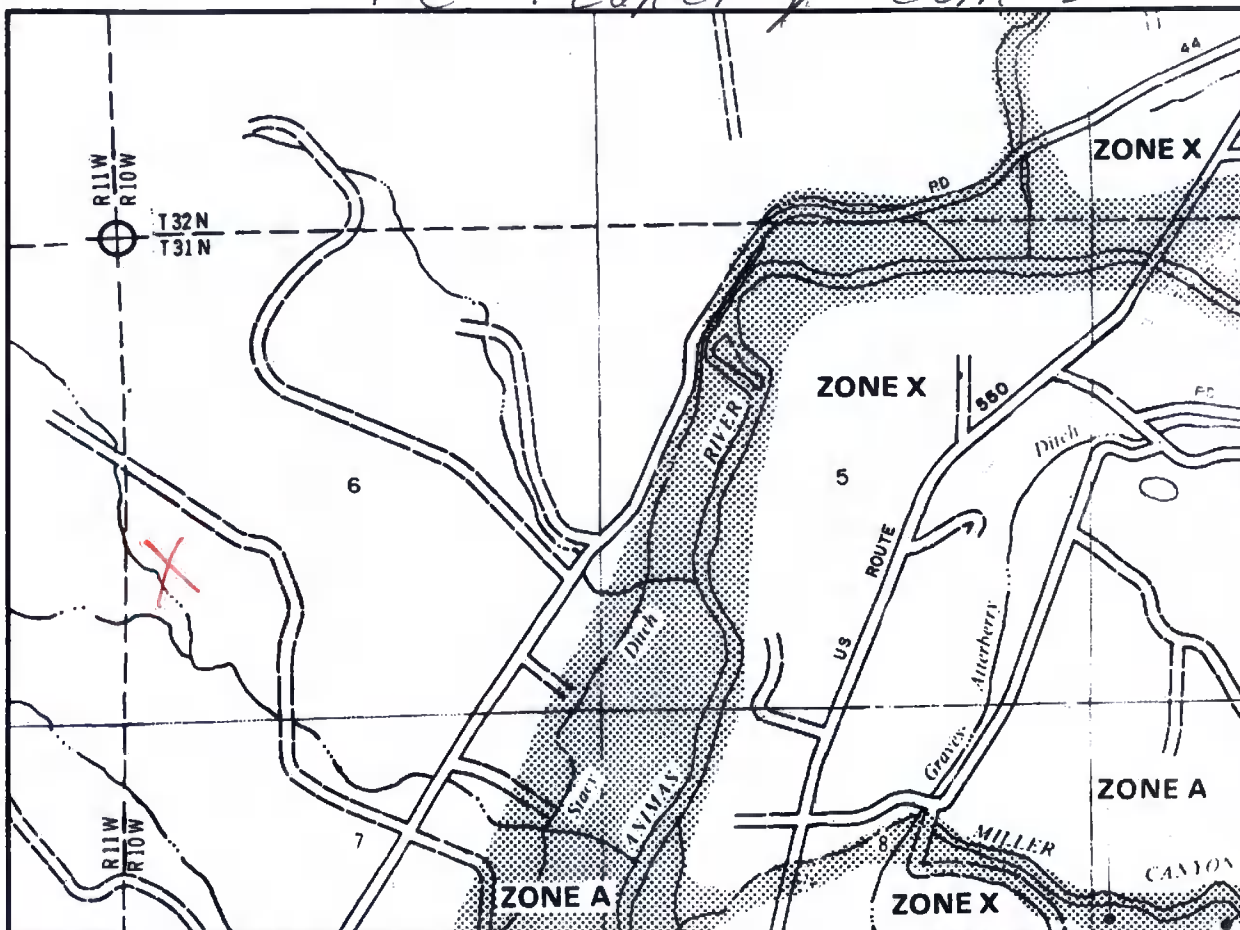 44
ZONE X
R11W
R10W
RD
T32N
T31N
ZONE X
550
RD
RIVER
Ditch
6
5
ROUTE
US
Ditch
Atterberry
Graves-
ZONE A
Stacy
ANIMAS
R11W
R10W
7
8
MILLER
CANYON
ZONE A
ZONE X